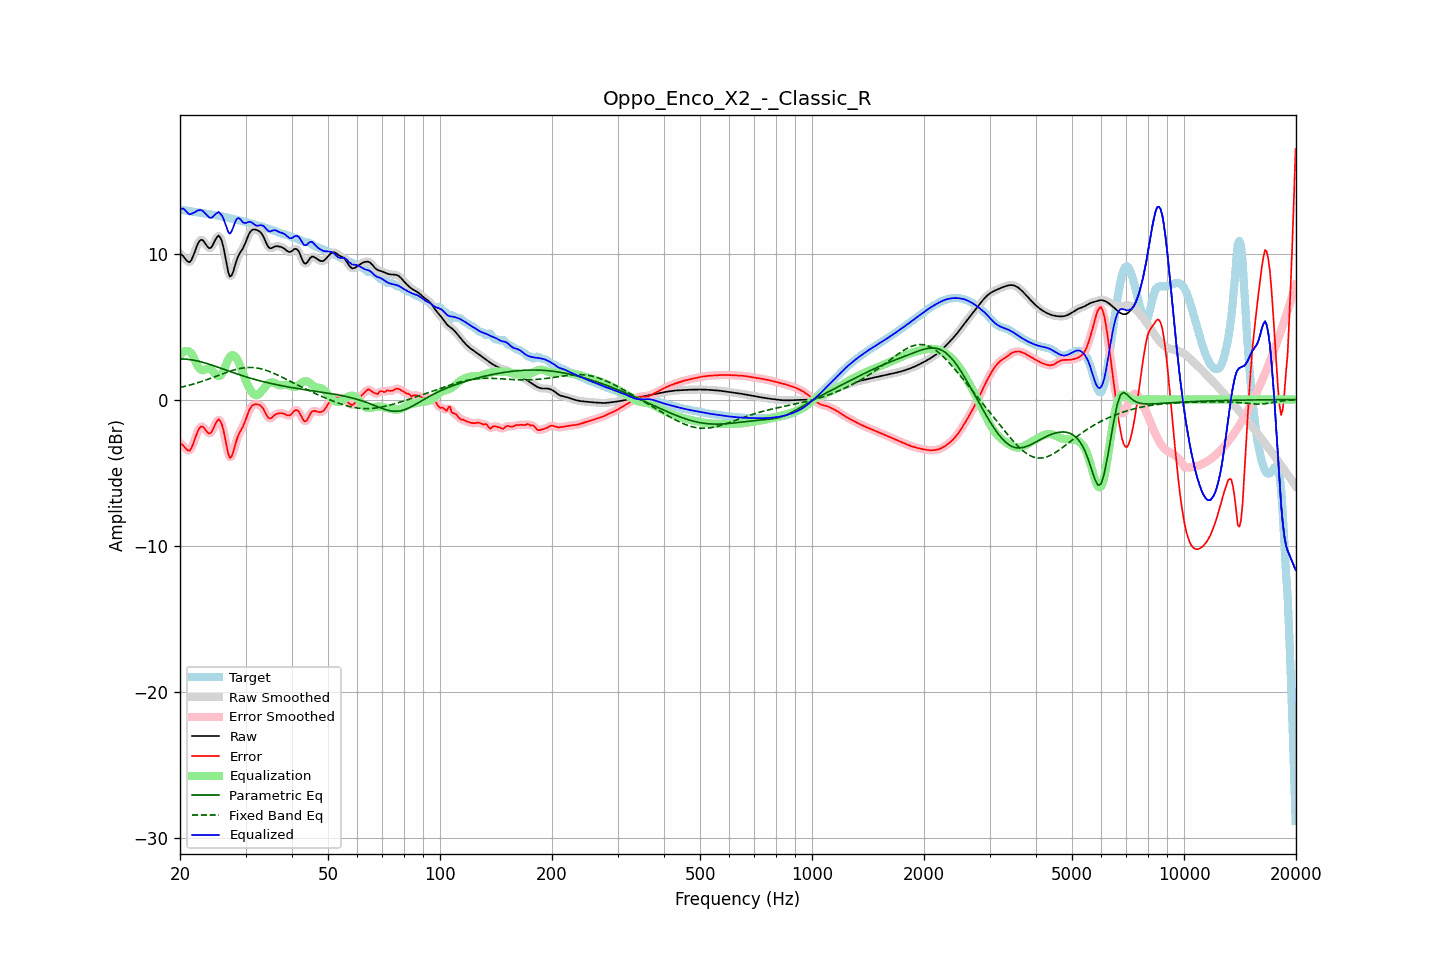 Oppo_Enco_X2_-_Classic_R
Amplitude (dBr)
10
0
−10
−20
−30
Target
Raw Smoothed
Error Smoothed
Raw
Error
Equalization
Parametric Eq
Fixed Band Eq
Equalized
20 50 100 200 500 1000 2000 5000 10000 20000
Frequency (Hz)